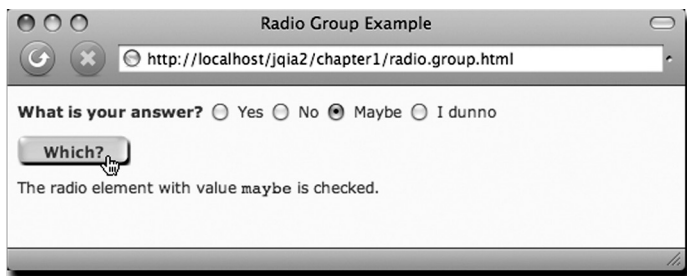 Radio Group Example
http://localhost/jqia2/chapter1/radio.group.html
What is your answer? Yes No Maybe I dunno
Which?
The radio element with value maybe is checked.